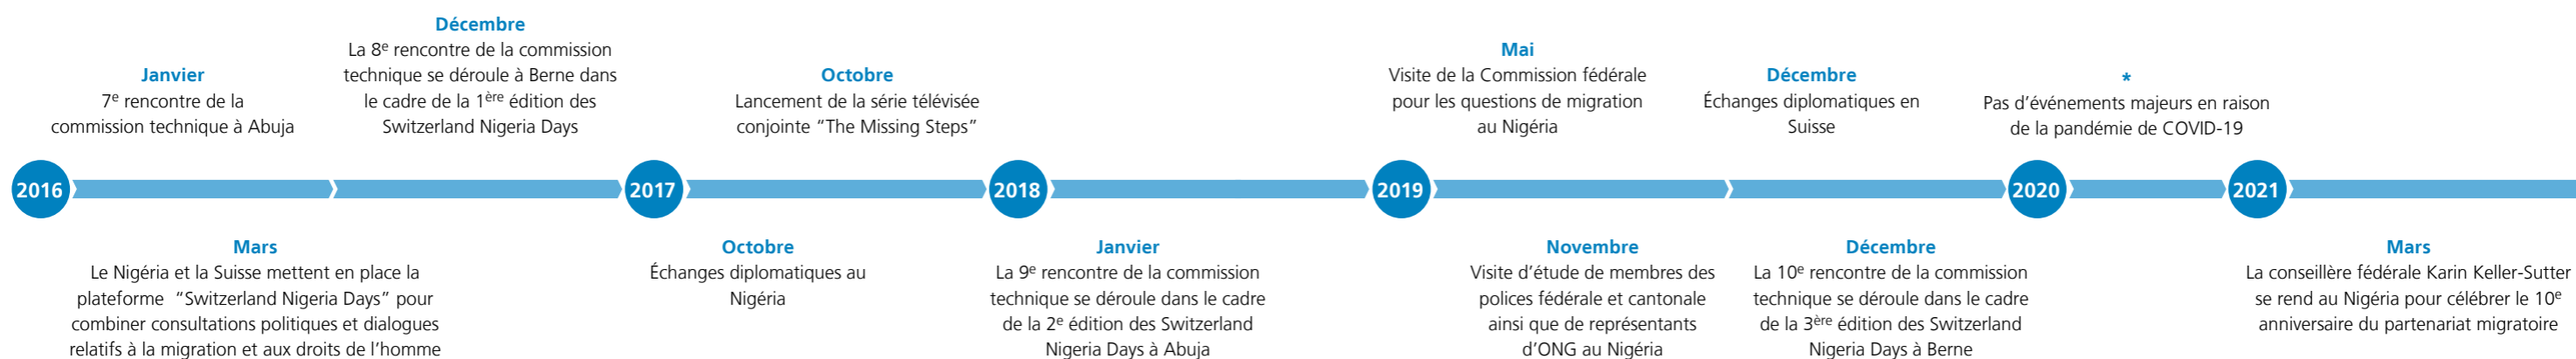 Janvier
7e rencontre de la
commission technique à Abuja
Décembre
La 8e rencontre de la commission
technique se déroule à Berne dans
le cadre de la 1ère édition des
Switzerland Nigeria Days
Octobre
Lancement de la série télévisée
conjointe “The Missing Steps”
Mai
Visite de la Commission fédérale
pour les questions de migration
au Nigéria
Décembre
Échanges diplomatiques en
Suisse
*
Pas d’événements majeurs en raison
de la pandémie de COVID-19
2016
2017
2018
2019
2020
2021
Mars
Le Nigéria et la Suisse mettent en place la
plateforme “Switzerland Nigeria Days” pour
combiner consultations politiques et dialogues
relatifs à la migration et aux droits de l’homme
Octobre
Échanges diplomatiques au
Nigéria
Janvier
La 9e rencontre de la commission
technique se déroule dans le cadre
de la 2e édition des Switzerland
Nigeria Days à Abuja
Novembre
Visite d’étude de membres des
polices fédérale et cantonale
ainsi que de représentants
d’ONG au Nigéria
Décembre
La 10e rencontre de la commission
technique se déroule dans le cadre
de la 3ère édition des Switzerland
Nigeria Days à Berne
Mars
La conseillère fédérale Karin Keller-Sutter
se rend au Nigéria pour célébrer le 10e
anniversaire du partenariat migratoire